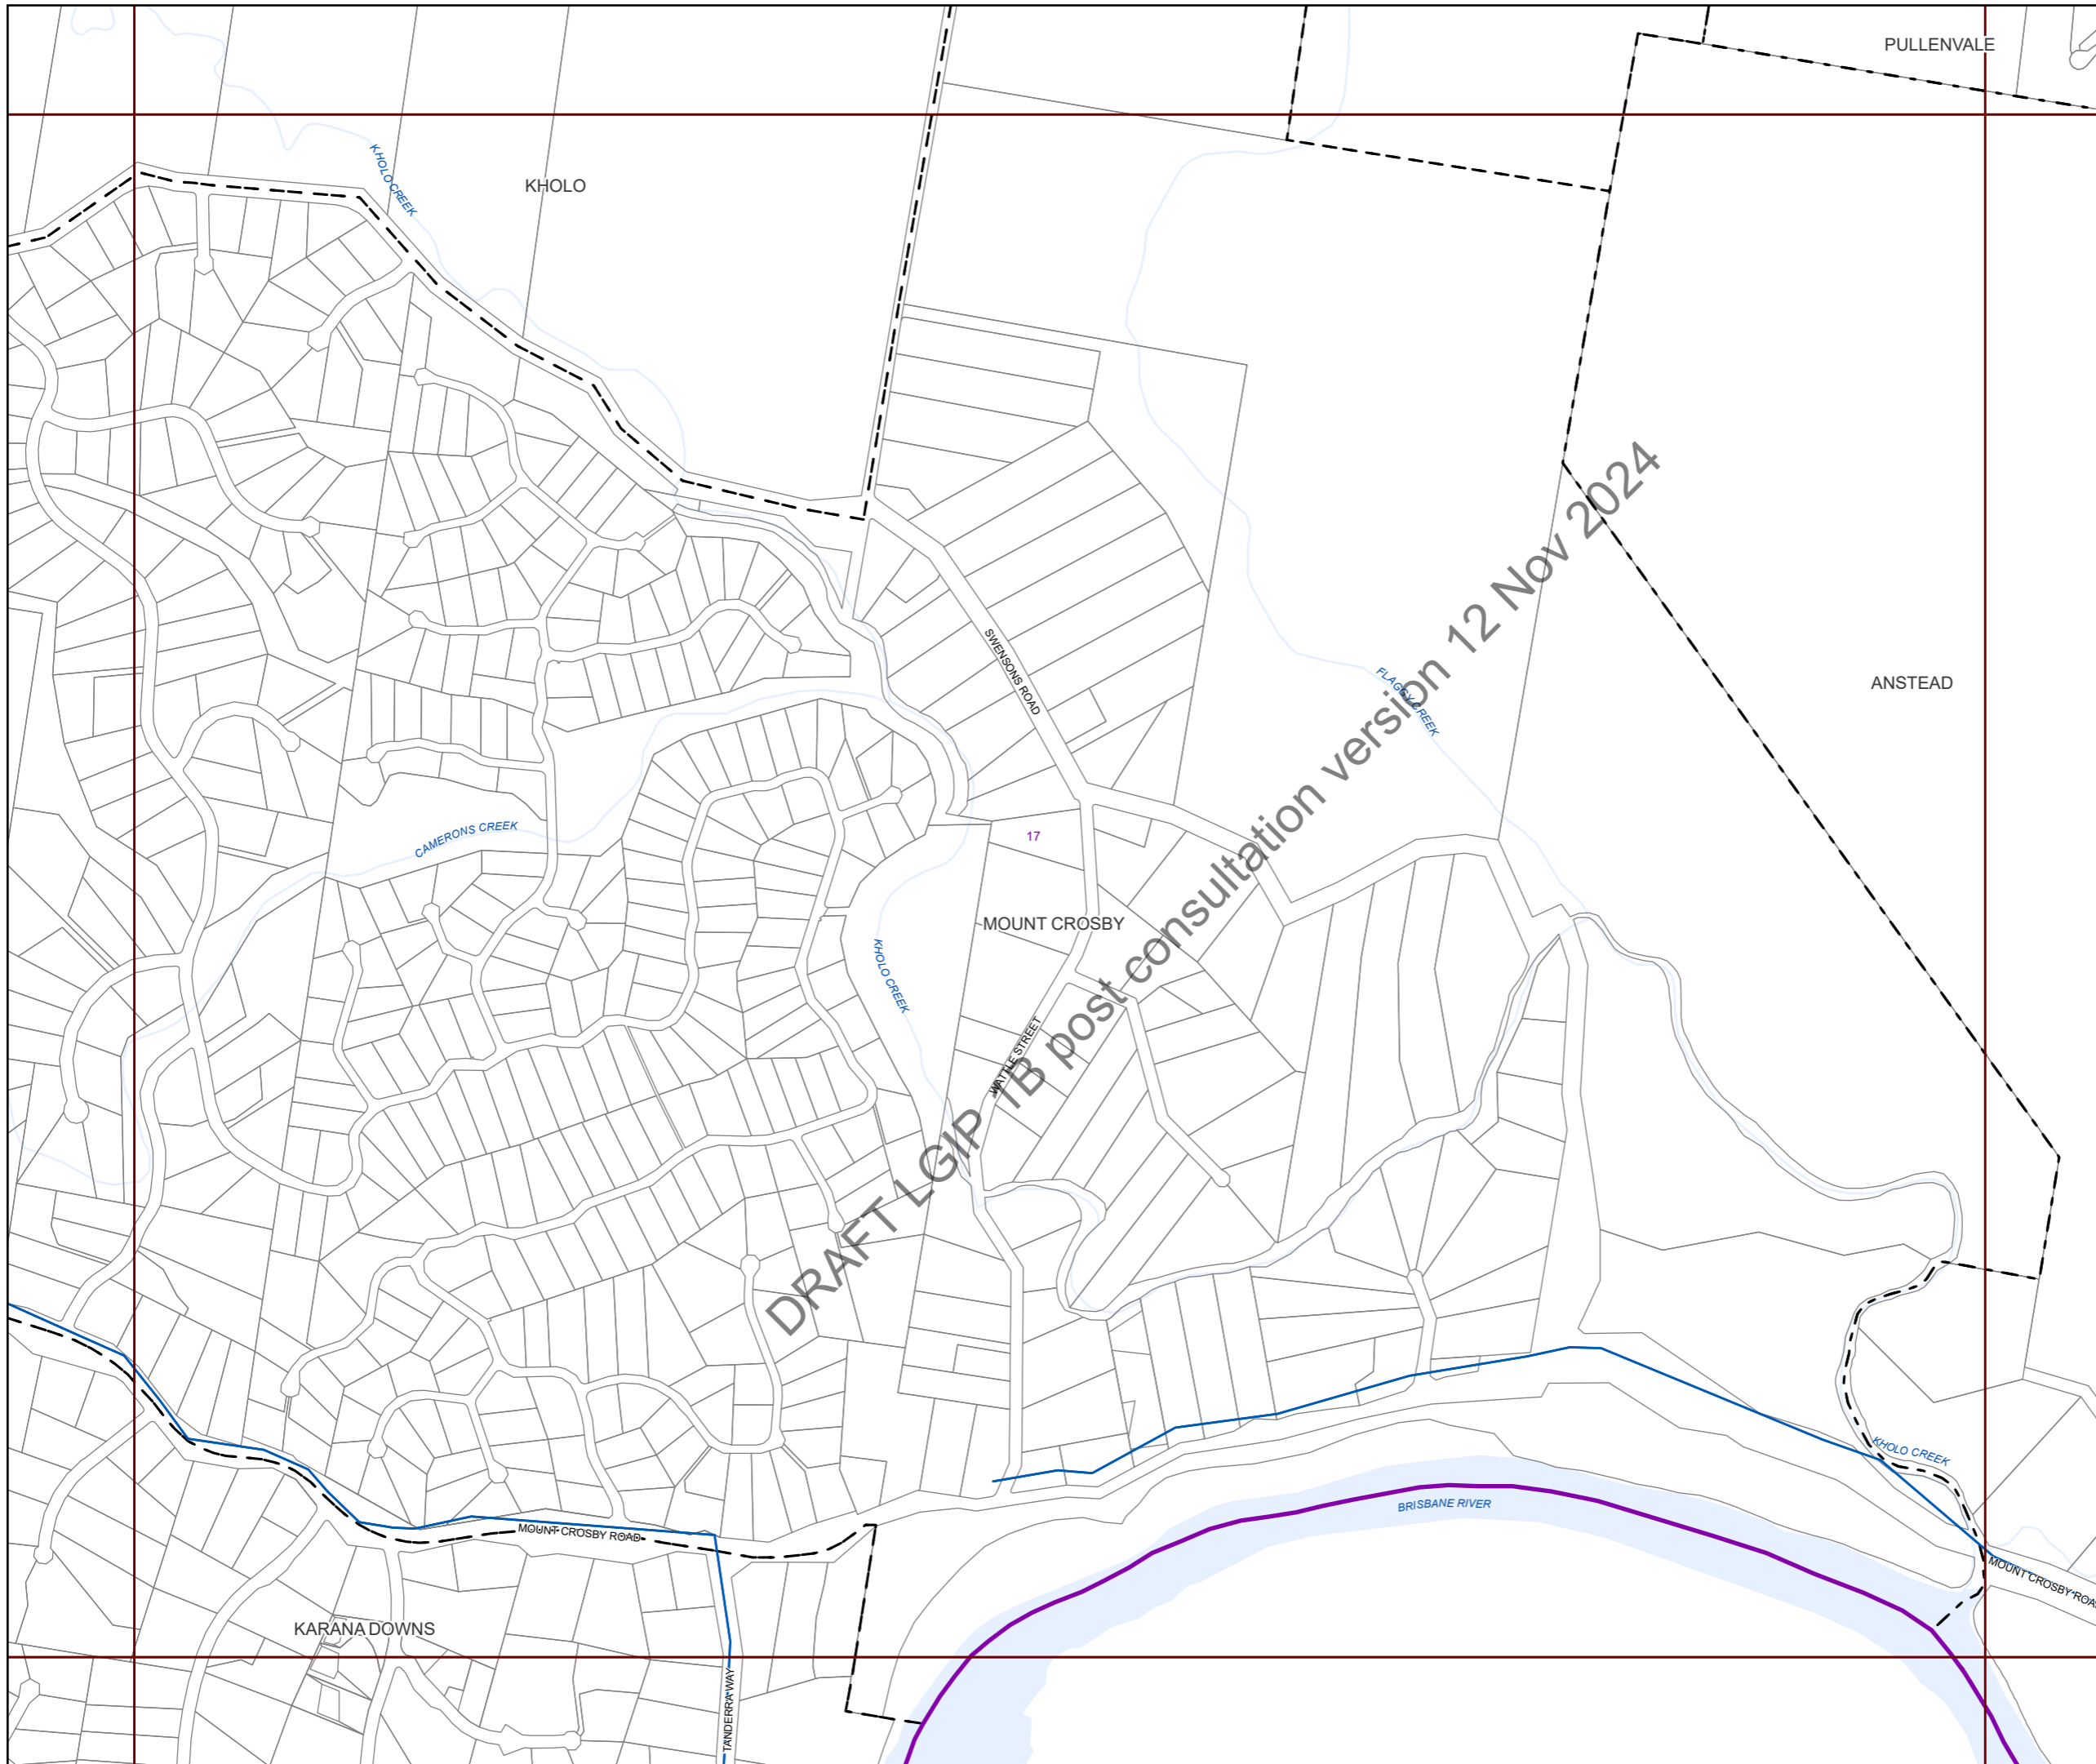 PULLENVALE
KHOLO CREEK
KHOLO
SWENSONS ROAD
FLAGGY CREEK
ANSTEAD
CAMERONS CREEK
17
MOUNT CROSBY
KHOLO CREEK
WATTLE STREET
DRAFT LGIP 1B post consultation version 12 Nov 2024
KHOLO CREEK
BRISBANE RIVER
MOUNT CROSBY ROAD
MOUNT CROSBY ROA
KARANA DOWNS
TANDERRA WAY